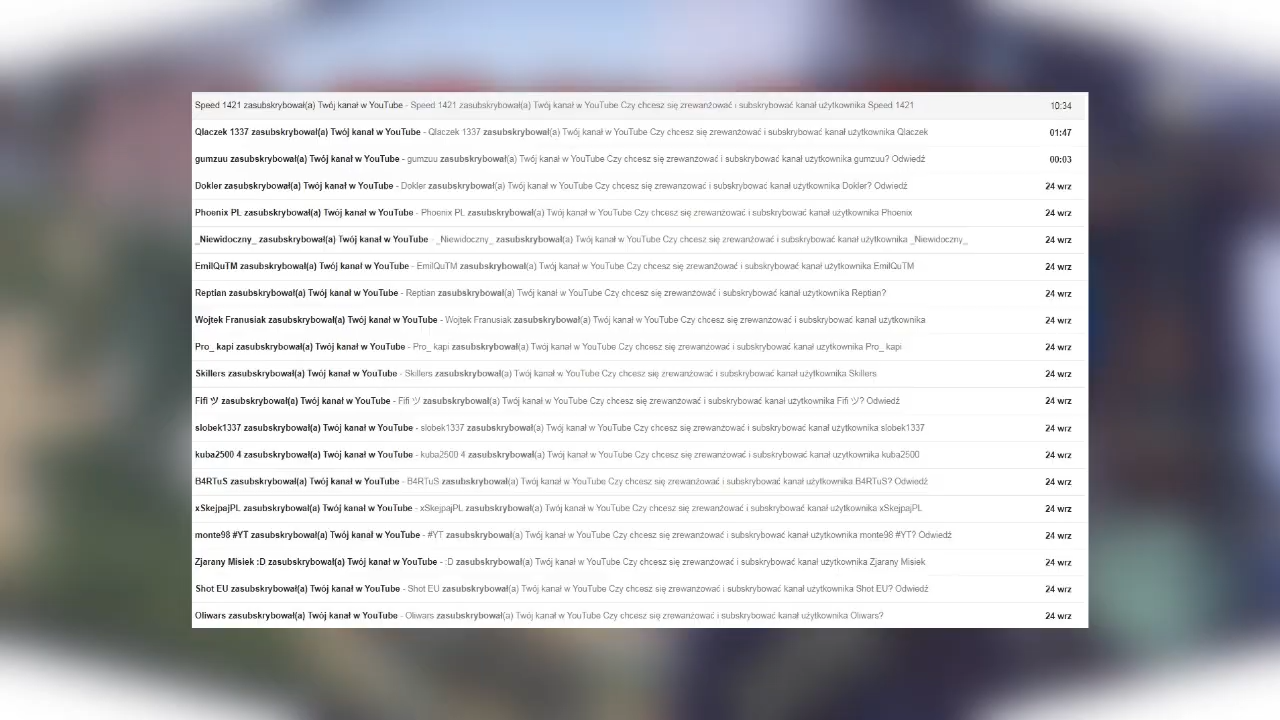 Speed 1421 zasubskrybował(a) Twój kanał w YouTube - Speed 1421 zasubskrybował(a) Twój kanał w YouTube Czy chcesz się zrewanżować i subskrybować kanał użytkownika Speed 1421 10:34
Qlaczek 1337 zasubskrybował(a) Twój kanał w YouTube - Qlaczek 1337 zasubskrybował(a) Twój kanał w YouTube Czy chcesz się zrewanżować i subskrybować kanał użytkownika Qlaczek 01:47
gumzuu zasubskrybował(a) Twój kanał w YouTube - gumzuu zasubskrybował(a) Twój kanał w YouTube Czy chcesz się zrewanżować i subskrybować kanał użytkownika gumzuu? Odwiedź 00:03
Dokler zasubskrybował(a) Twój kanał w YouTube - Dokler zasubskrybował(a) Twój kanał w YouTube Czy chcesz się zrewanżować i subskrybować kanał użytkownika Dokler? Odwiedź 24 wrz
Phoenix PL zasubskrybował(a) Twój kanał w YouTube - Phoenix PL zasubskrybował(a) Twój kanał w YouTube Czy chcesz się zrewanżować i subskrybować kanał użytkownika Phoenix 24 wrz
_Niewidoczny_ zasubskrybował(a) Twój kanał w YouTube - _Niewidoczny_ zasubskrybował(a) Twój kanał w YouTube Czy chcesz się zrewanżować i subskrybować kanał użytkownika _Niewidoczny_ 24 wrz
EmilQuTM zasubskrybował(a) Twój kanał w YouTube - EmilQuTM zasubskrybował(a) Twój kanał w YouTube Czy chcesz się zrewanżować i subskrybować kanał użytkownika EmilQuTM 24 wrz
Reptian zasubskrybował(a) Twój kanał w YouTube - Reptian zasubskrybował(a) Twój kanał w YouTube Czy chcesz się zrewanżować i subskrybować kanał użytkownika Reptian? 24 wrz
Wojtek Franusiak zasubskrybował(a) Twój kanał w YouTube - Wojtek Franusiak zasubskrybował(a) Twój kanał w YouTube Czy chcesz się zrewanżować i subskrybować kanał użytkownika 24 wrz
Pro_ kapi zasubskrybował(a) Twój kanał w YouTube - Pro_ kapi zasubskrybował(a) Twój kanał w YouTube Czy chcesz się zrewanżować i subskrybować kanał użytkownika Pro_ kapi 24 wrz
Skillers zasubskrybował(a) Twój kanał w YouTube - Skillers zasubskrybował(a) Twój kanał w YouTube Czy chcesz się zrewanżować i subskrybować kanał użytkownika Skillers 24 wrz
Fifi ツ zasubskrybował(a) Twój kanał w YouTube - Fifi ツ zasubskrybował(a) Twój kanał w YouTube Czy chcesz się zrewanżować i subskrybować kanał użytkownika Fifi ツ? Odwiedź 24 wrz
slobek1337 zasubskrybował(a) Twój kanał w YouTube - slobek1337 zasubskrybował(a) Twój kanał w YouTube Czy chcesz się zrewanżować i subskrybować kanał użytkownika slobek1337 24 wrz
kuba2500 4 zasubskrybował(a) Twój kanał w YouTube - kuba2500 4 zasubskrybował(a) Twój kanał w YouTube Czy chcesz się zrewanżować i subskrybować kanał użytkownika kuba2500 24 wrz
B4RTuS zasubskrybował(a) Twój kanał w YouTube - B4RTuS zasubskrybował(a) Twój kanał w YouTube Czy chcesz się zrewanżować i subskrybować kanał użytkownika B4RTuS? Odwiedź 24 wrz
xSkejpajPL zasubskrybował(a) Twój kanał w YouTube - xSkejpajPL zasubskrybował(a) Twój kanał w YouTube Czy chcesz się zrewanżować i subskrybować kanał użytkownika xSkejpajPL 24 wrz
monte98 #YT zasubskrybował(a) Twój kanał w YouTube - #YT zasubskrybował(a) Twój kanał w YouTube Czy chcesz się zrewanżować i subskrybować kanał użytkownika monte98 #YT? Odwiedź 24 wrz
Zjarany Misiek :D zasubskrybował(a) Twój kanał w YouTube - :D zasubskrybował(a) Twój kanał w YouTube Czy chcesz się zrewanżować i subskrybować kanał użytkownika Zjarany Misiek 24 wrz
Shot EU zasubskrybował(a) Twój kanał w YouTube - Shot EU zasubskrybował(a) Twój kanał w YouTube Czy chcesz się zrewanżować i subskrybować kanał użytkownika Shot EU? Odwiedź 24 wrz
Oliwars zasubskrybował(a) Twój kanał w YouTube - Oliwars zasubskrybował(a) Twój kanał w YouTube Czy chcesz się zrewanżować i subskrybować kanał użytkownika Oliwars? 24 wrz